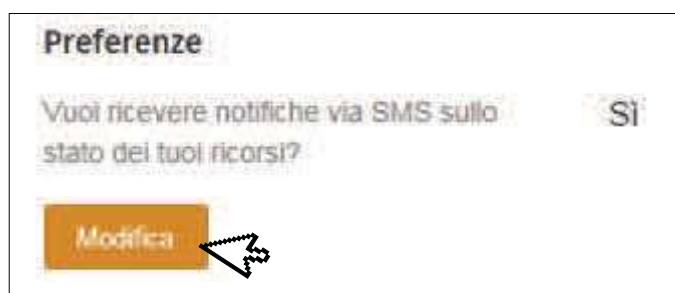 Preferenze
Vuoi ricevere notifiche via SMS sullo Sì
stato dei tuoi ricorsi?
Modifica